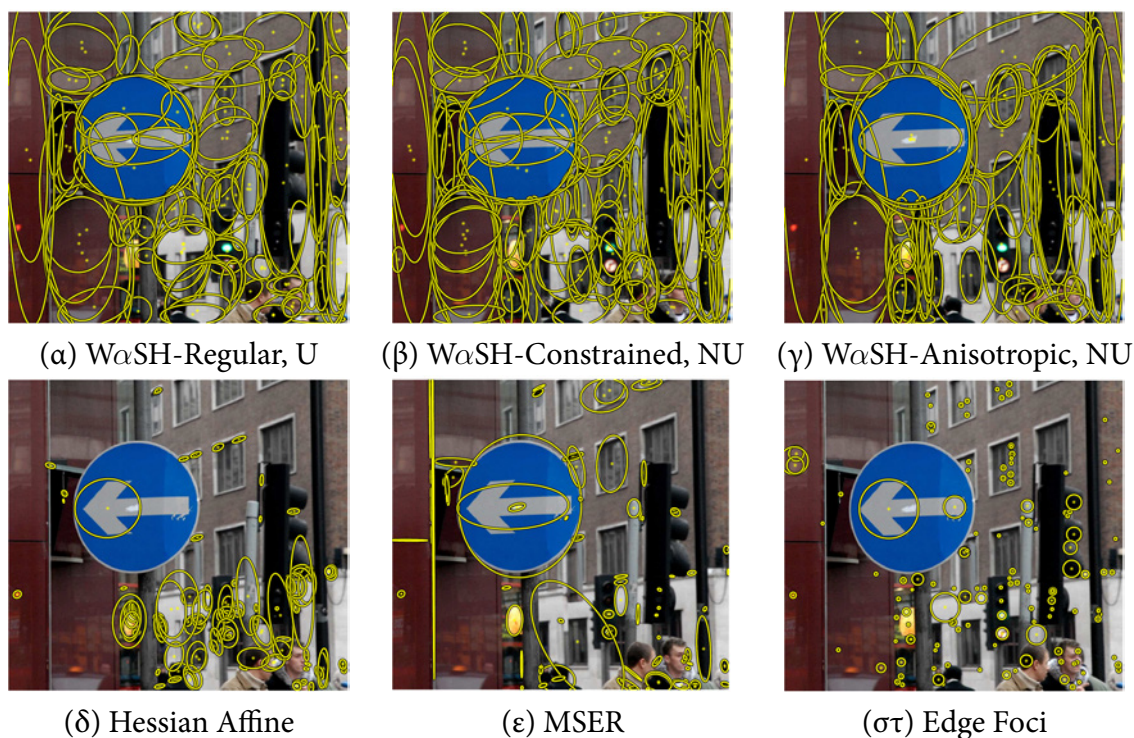 (α) WαSH-Regular, U
(β) WαSH-Constrained, NU
(γ) WαSH-Anisotropic, NU
(δ) Hessian Affine
(ε) MSER
(στ) Edge Foci